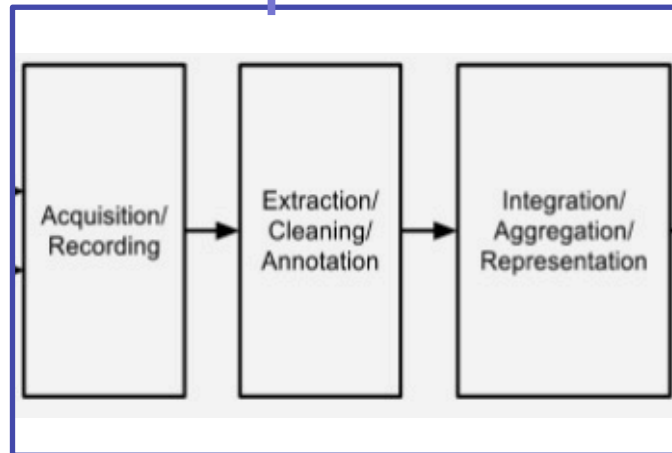 Acquisition/
Recording
Extraction/
Cleaning/
Annotation
Integration/
Aggregation/
Representation